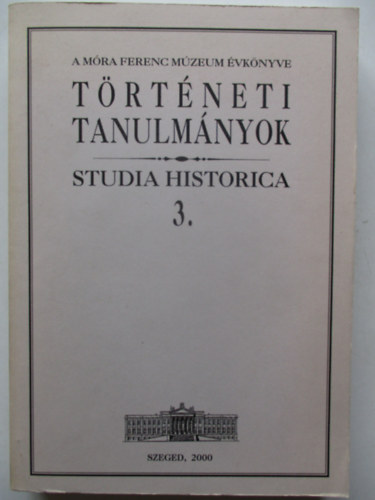 A MÓRA FERENC MÚZEUM ÉVKÖNYVE
TÖRTÉNETI
TANULMÁNYOK
STUDIA HISTORICA
3.
SZEGED, 2000